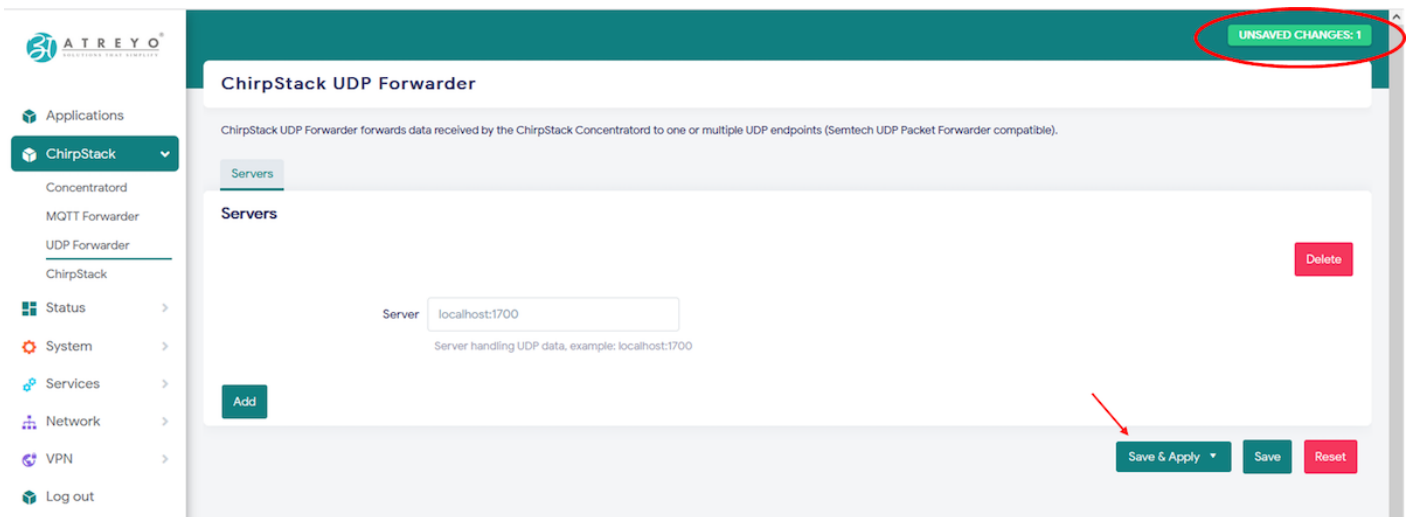 ATREYO
SOLUTIONS THAT SIMPLIFY
UNSAVED CHANGES: 1
ChirpStack UDP Forwarder
ChirpStack UDP Forwarder forwards data received by the ChirpStack Concentratord to one or multiple UDP endpoints (Semtech UDP Packet Forwarder compatible).
Applications
ChirpStack
Concentratord
MQTT Forwarder
UDP Forwarder
ChirpStack
Status
System
Services
Network
VPN
Log out
Servers
Servers
Delete
Server
localhost:1700
Server handling UDP data, example: localhost:1700
Add
Save & Apply
Save
Reset